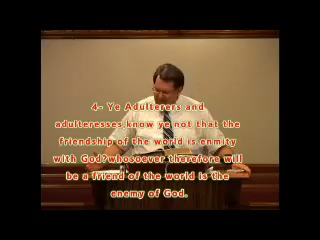 4- Ye Adulterers and
adulteresses,know ye not that the
friendship of the world is enmity
with God?whosoever therefore will
be a friend of the world is the
enemy of God.